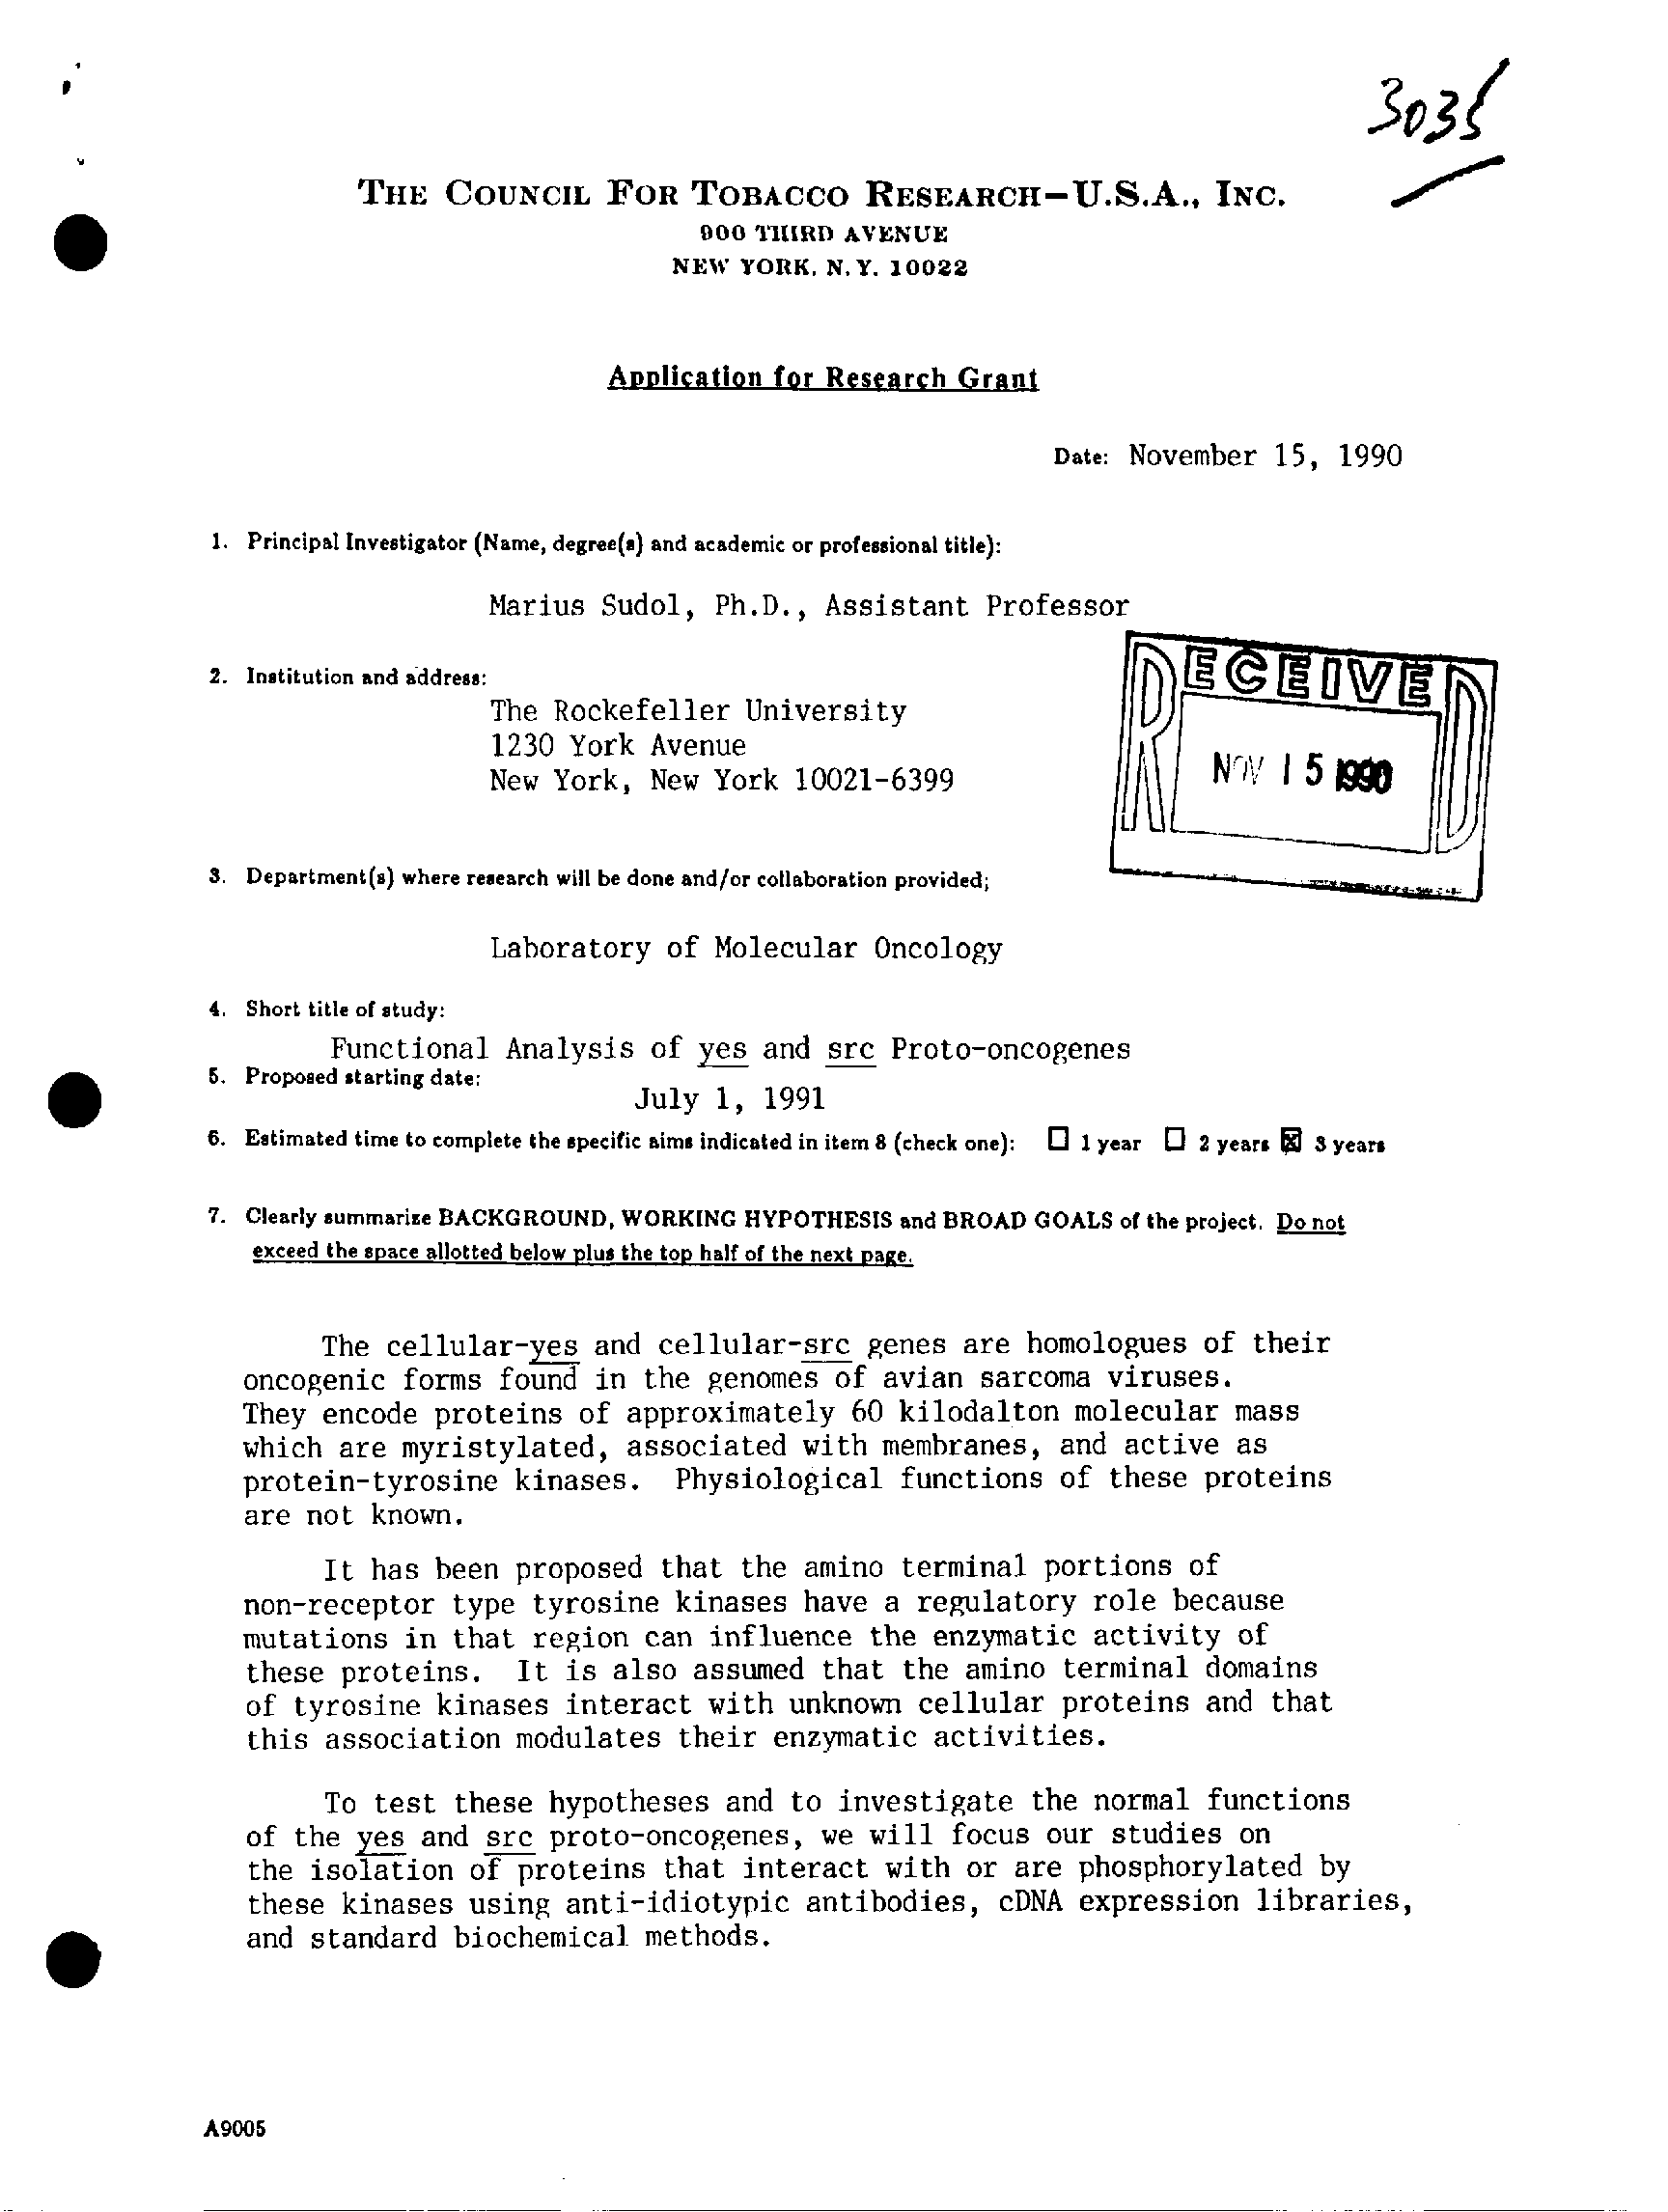 3035
THE COUNCIL FOR TOBACCO RESEARCH-U.S.A., INC.
900 THIRD AVENUE
NEW YORK, N.Y. 10022
Application for Research Grant
Date: November 15, 1990
1. Principal Investigator (Name, degree(s) and academic or professional title):
Marius Sudol, Ph.D., Assistant Professor
2. Institution and address:
The Rockefeller University
1230 York Avenue
New York, New York 10021-6399
RECEIVED
NOV 15 1990
3. Department(s) where research will be done and/or collaboration provided;
Laboratory of Molecular Oncology
4. Short title of study:
Functional Analysis of yes and src Proto-oncogenes
5. Proposed starting date:
July 1, 1991
6. Estimated time to complete the specific aims indicated in item 8 (check one): ☐ 1 year ☐ 2 years ☒ 3 years
7. Clearly summarize BACKGROUND, WORKING HYPOTHESIS and BROAD GOALS of the project. Do not
exceed the space allotted below plus the top half of the next page.
The cellular-yes and cellular-src genes are homologues of their
oncogenic forms found in the genomes of avian sarcoma viruses.
They encode proteins of approximately 60 kilodalton molecular mass
which are myristylated, associated with membranes, and active as
protein-tyrosine kinases. Physiological functions of these proteins
are not known.
It has been proposed that the amino terminal portions of
non-receptor type tyrosine kinases have a regulatory role because
mutations in that region can influence the enzymatic activity of
these proteins. It is also assumed that the amino terminal domains
of tyrosine kinases interact with unknown cellular proteins and that
this association modulates their enzymatic activities.
To test these hypotheses and to investigate the normal functions
of the yes and src proto-oncogenes, we will focus our studies on
the isolation of proteins that interact with or are phosphorylated by
these kinases using anti-idiotypic antibodies, cDNA expression libraries,
and standard biochemical methods.
A9005